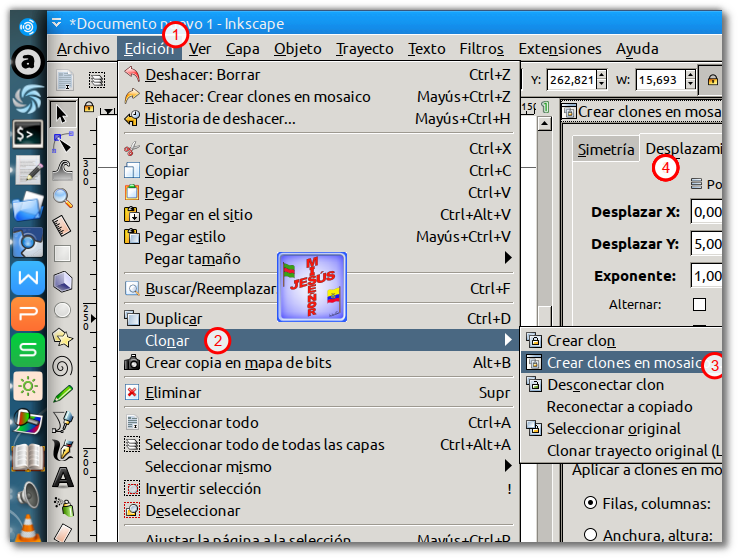 *Documento nuevo 1 - Inkscape
1
Archivo Edición Ver Capa Objeto Trayecto Texto Filtros Extensiones Ayuda
Deshacer: Borrar Ctrl+Z
Rehacer: Crear clones en mosaico Mayús+Ctrl+Z
Historia de deshacer... Mayús+Ctrl+H
Cortar Ctrl+X
Copiar Ctrl+C
Pegar Ctrl+V
Pegar en el sitio Ctrl+Alt+V
Pegar estilo Mayús+Ctrl+V
Pegar tamaño
Buscar/Reemplazar Ctrl+F
Duplicar Ctrl+D
Clonar 2
Crear copia en mapa de bits Alt+B
Eliminar Supr
Seleccionar todo Ctrl+A
Seleccionar todo de todas las capas Ctrl+Alt+A
Seleccionar mismo
Invertir selección !
Deseleccionar
Ajustar la página a la selección Mayús+Ctrl+R
Crear clon
Crear clones en mosaic 3
Desconectar clon
Reconectar a copiado
Seleccionar original
Clonar trayecto original (L
Y: 262,821 W: 15,693
Crear clones en mosa
Simetría Desplazami
4
Po
Desplazar X: 0,00
Desplazar Y: 5,00
Exponente: 1,00
Alternar:
Aplicar a clones en mo
Filas, columnas:
Anchura, altura:
300
250
200
150
JESÚS